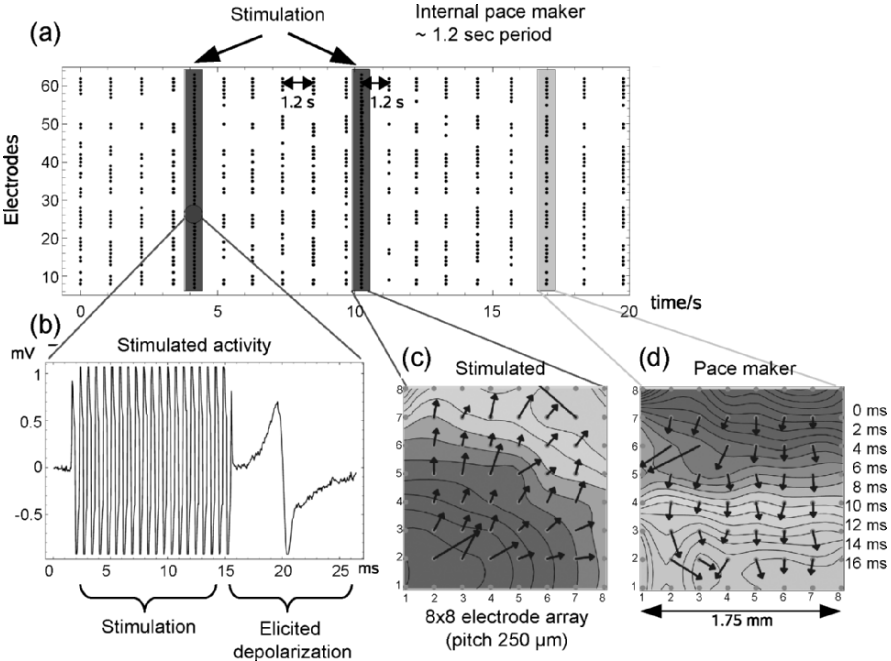 Stimulation
Internal pace maker
~ 1.2 sec period
(a)
Electrodes
60
50
40
30
20
10
1.2 s
1.2 s
0
5
10
15
20
time/s
(b)
Stimulated activity
mV
1
0.5
0
-0.5
0
5
10
15
20
25
ms
Stimulation
Elicited
depolarization
(c)
Stimulated
8
7
6
5
4
3
2
1
1 2 3 4 5 6 7 8
8x8 electrode array
(pitch 250 µm)
(d)
Pace maker
8
7
6
5
4
3
2
1
1 2 3 4 5 6 7 8
0 ms
2 ms
4 ms
6 ms
8 ms
10 ms
12 ms
14 ms
16 ms
1.75 mm